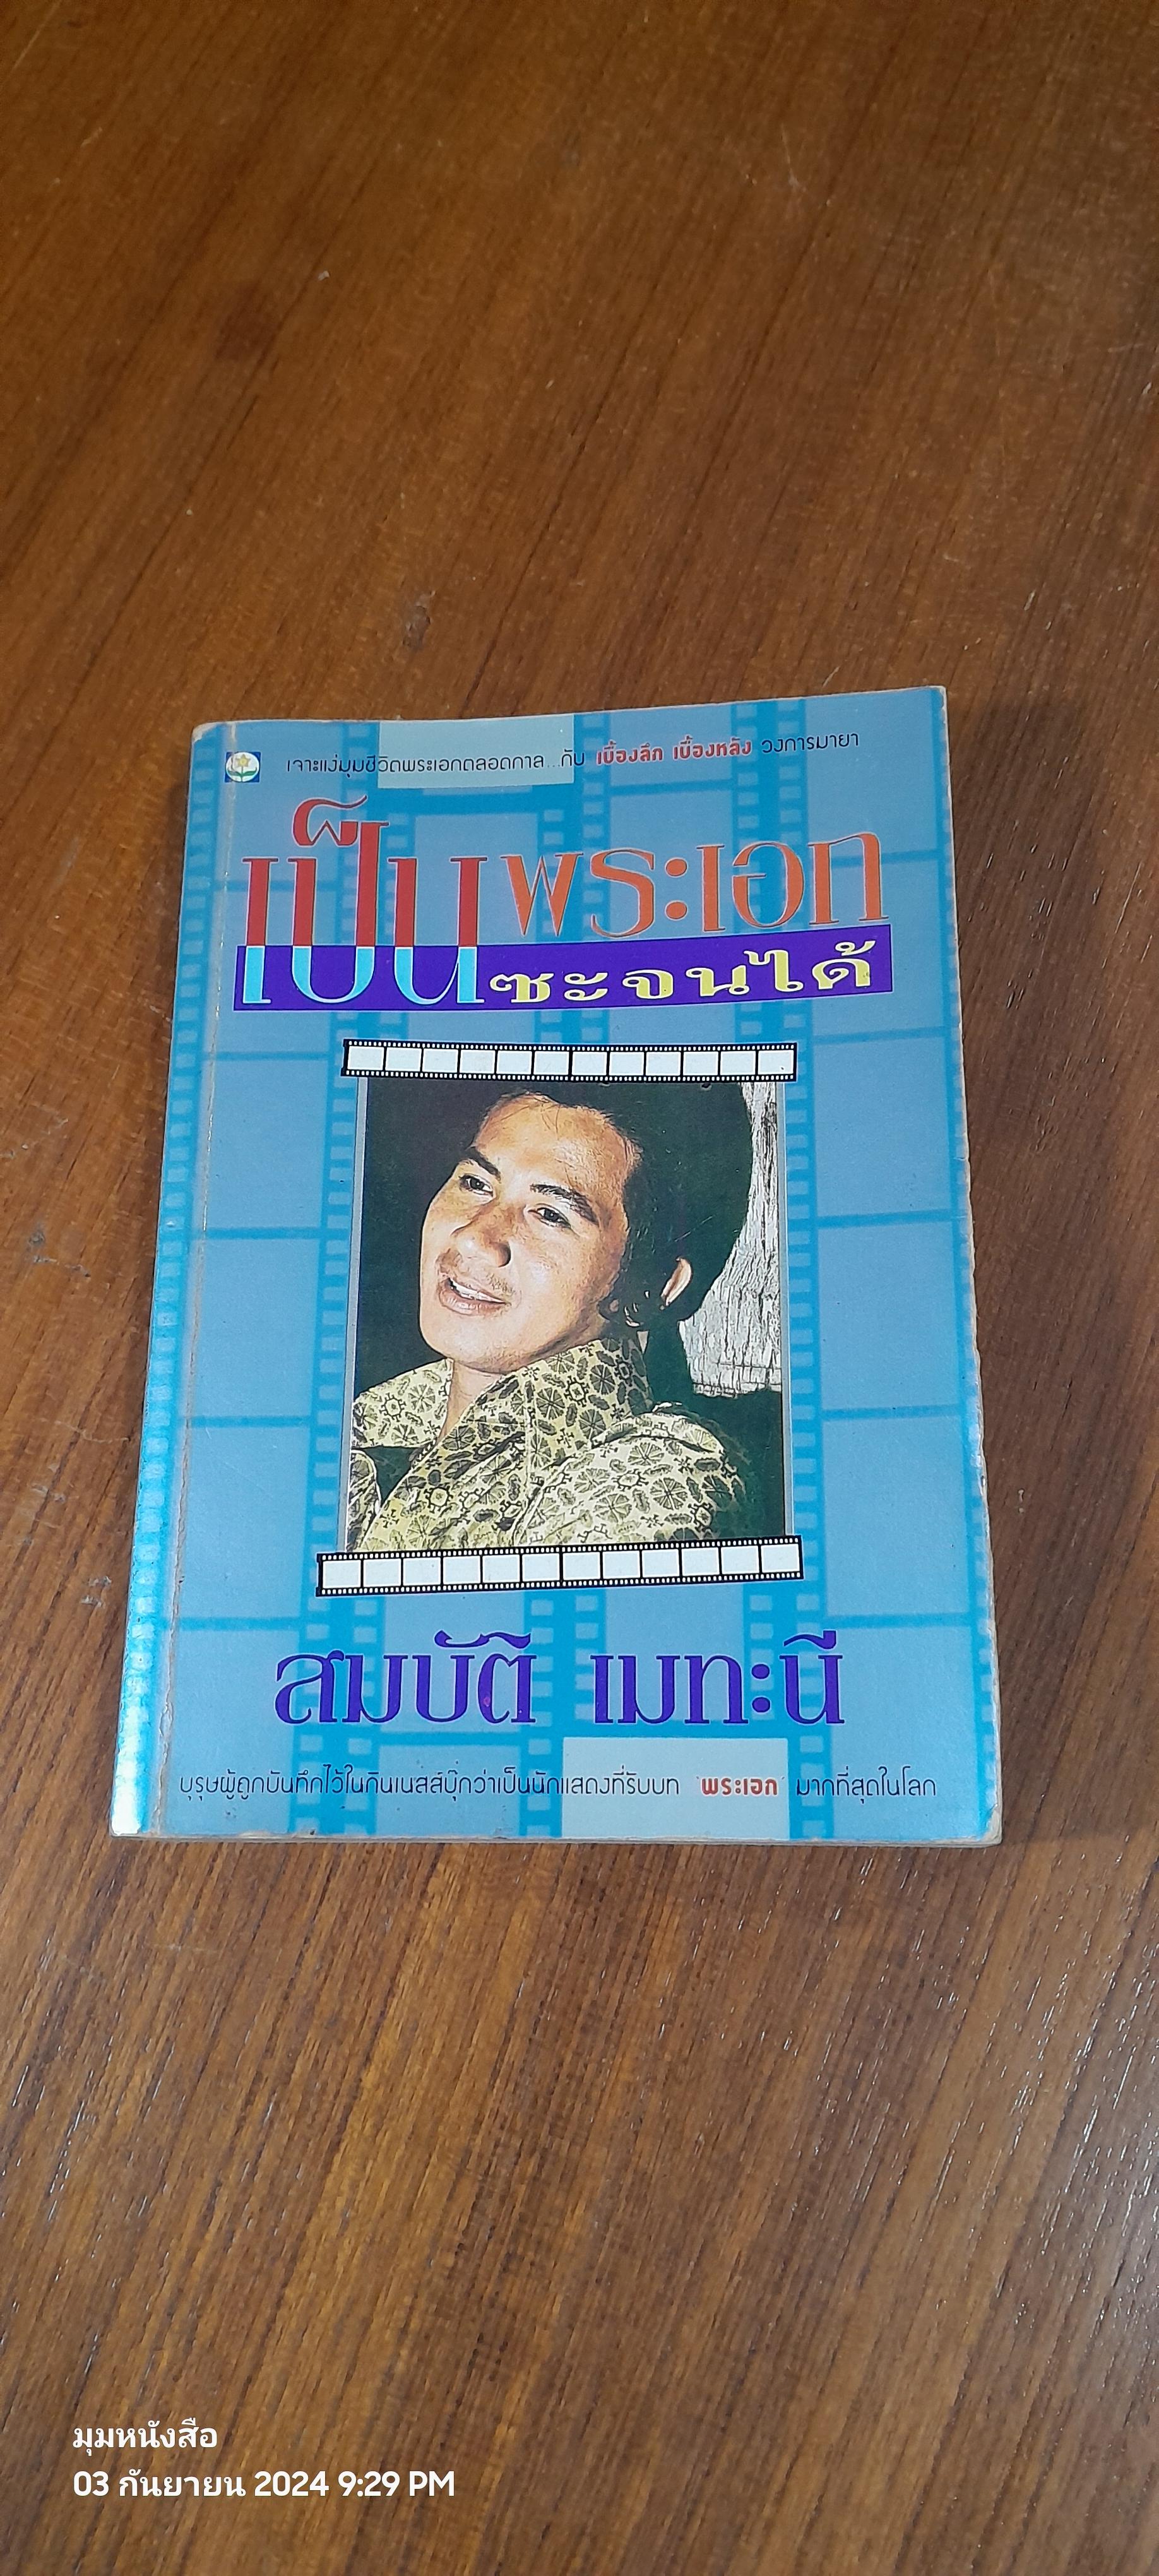 เจาะแง่มุมชีวิตพระเอกตลอดกาล...กับ เบื้องลึก เบื้องหลัง วงการมายา
เป็นพระเอก
ซะจนได้
สมบัติ เมทะนี
บุรุษผู้ถูกบันทึกไว้ในกินเนสส์บุ๊กว่าเป็นนักแสดงที่รับบท 'พระเอก' มากที่สุดในโลก
มุมหนังสือ
03 กันยายน 2024 9:29 PM